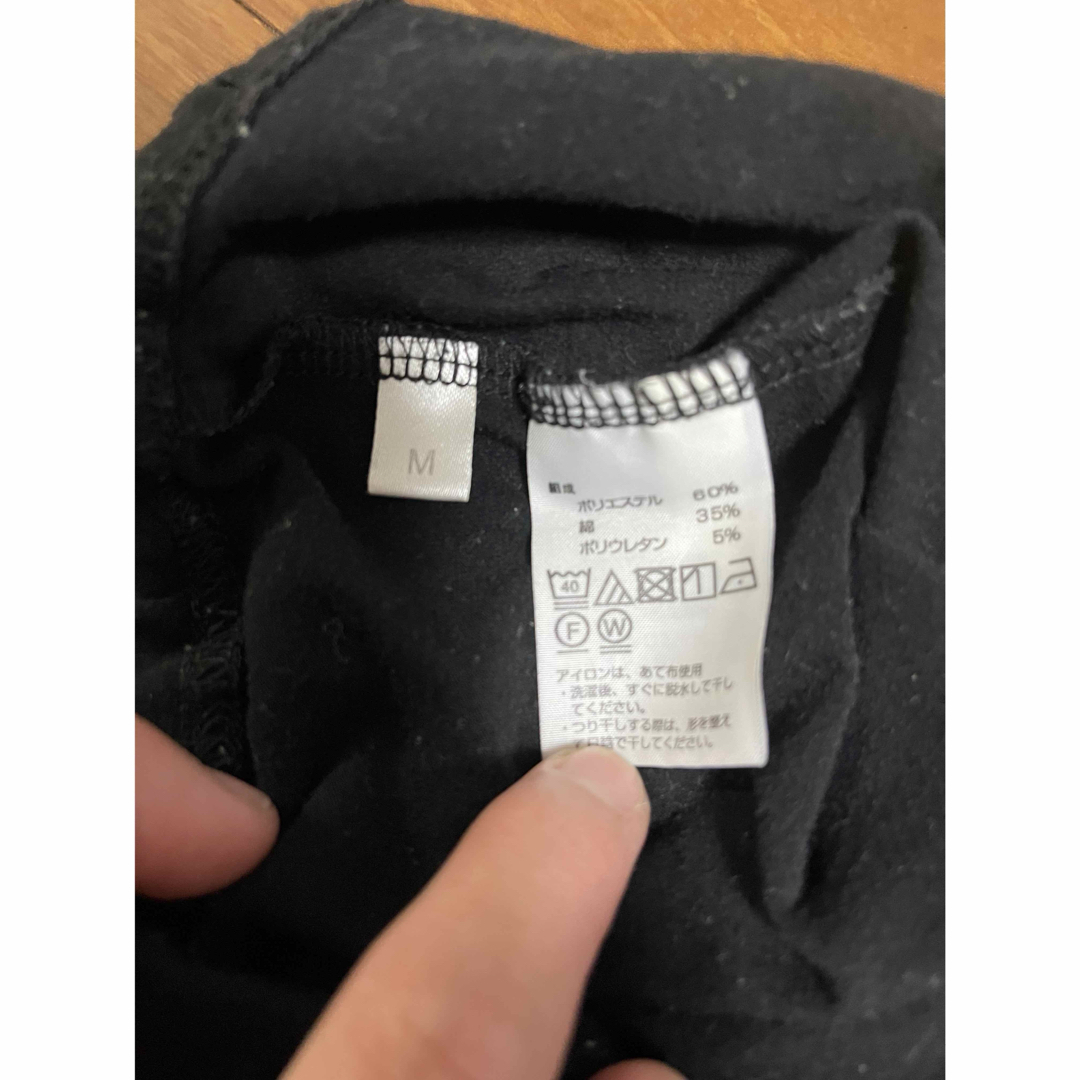 M
組成
ポリエステル 60%
綿 35%
ポリウレタン 5%
40
F W
アイロンは、あて布使用
・洗濯後、すぐに脱水して干し
てください。
・つり干しする際は、形を整え
て日陰で干してください。